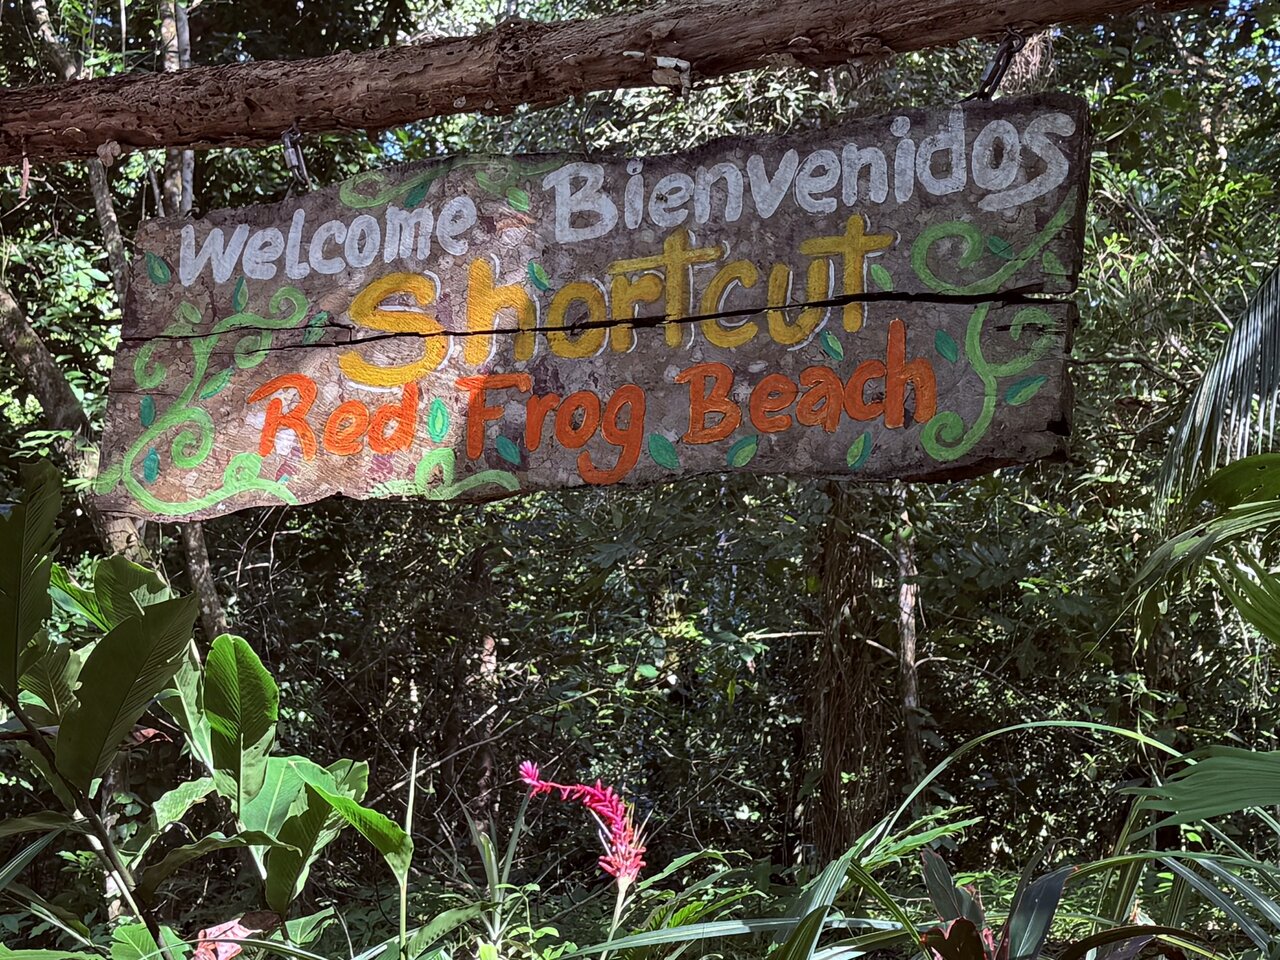 Welcome Bienvenidos
Shortcut
Red Frog Beach